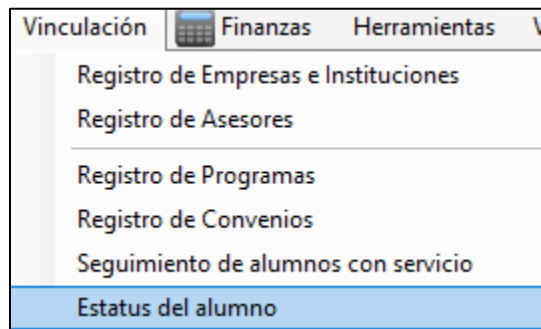 Vinculación Finanzas Herramientas
Registro de Empresas e Instituciones
Registro de Asesores
Registro de Programas
Registro de Convenios
Seguimiento de alumnos con servicio
Estatus del alumno